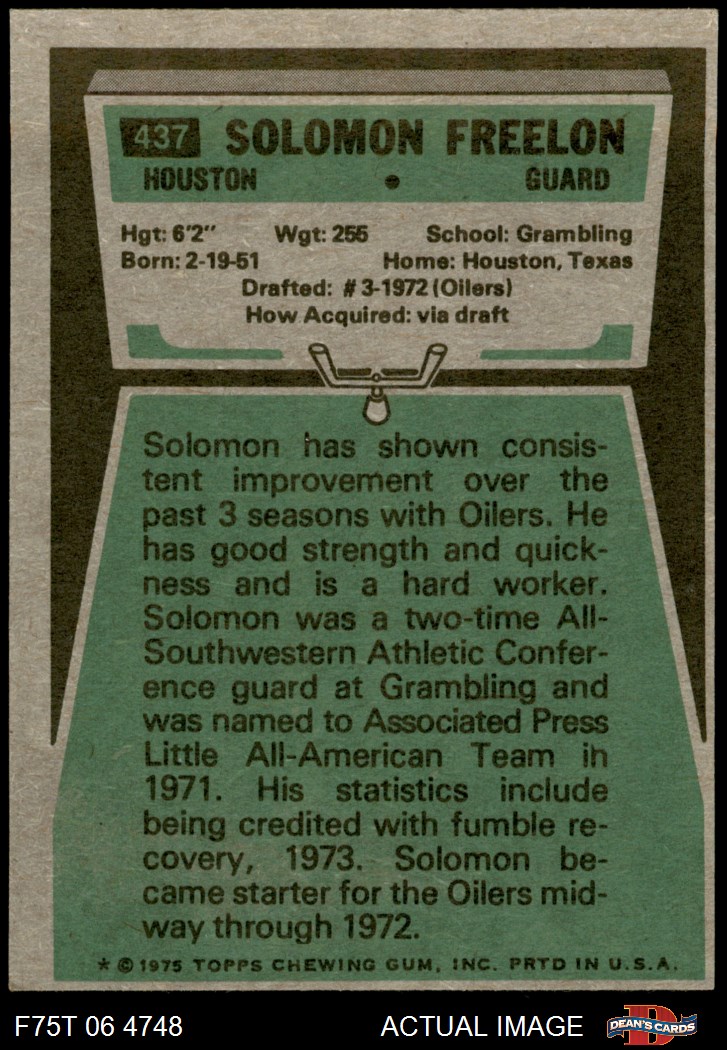 437 SOLOMON FREELON
HOUSTON • GUARD
Hgt: 6'2" Wgt: 255 School: Grambling
Born: 2-19-51 Home: Houston, Texas
Drafted: #3-1972 (Oilers)
How Acquired: via draft
Solomon has shown consis-
tent improvement over the
past 3 seasons with Oilers. He
has good strength and quick-
ness and is a hard worker.
Solomon was a two-time All-
Southwestern Athletic Confer-
ence guard at Grambling and
was named to Associated Press
Little All-American Team in
1971. His statistics include
being credited with fumble re-
covery, 1973. Solomon be-
came starter for the Oilers mid-
way through 1972.
* © 1975 TOPPS CHEWING GUM, INC. PRTD IN U.S.A.
F75T 06 4748 ACTUAL IMAGE D DEAN'S CARDS